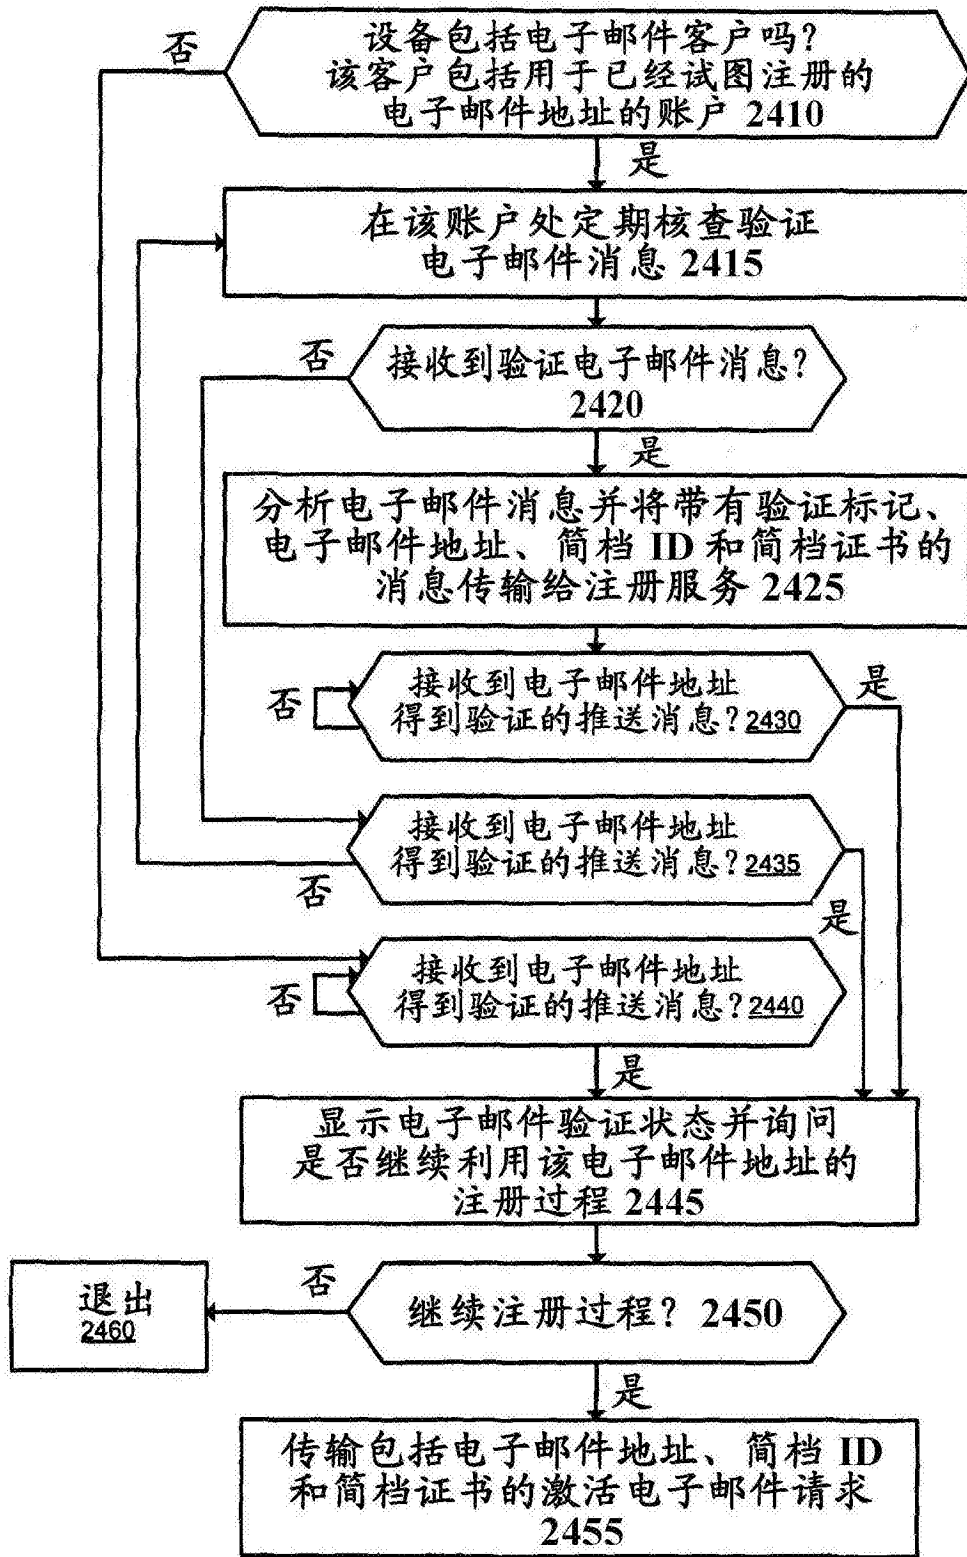 否
设备包括电子邮件客户吗?
该客户包括用于已经试图注册的
电子邮件地址的账户 2410
是
在该账户处定期核查验证
电子邮件消息 2415
否
接收到验证电子邮件消息?
2420
是
分析电子邮件消息并将带有验证标记、
电子邮件地址、简档 ID 和简档证书的
消息传输给注册服务 2425
否
接收到电子邮件地址
得到验证的推送消息? 2430
是
接收到电子邮件地址
得到验证的推送消息? 2435
否
是
接收到电子邮件地址
得到验证的推送消息? 2440
否
是
显示电子邮件验证状态并询问
是否继续利用该电子邮件地址的
注册过程 2445
退出
2460
否
继续注册过程? 2450
是
传输包括电子邮件地址、简档 ID
和简档证书的激活电子邮件请求
2455